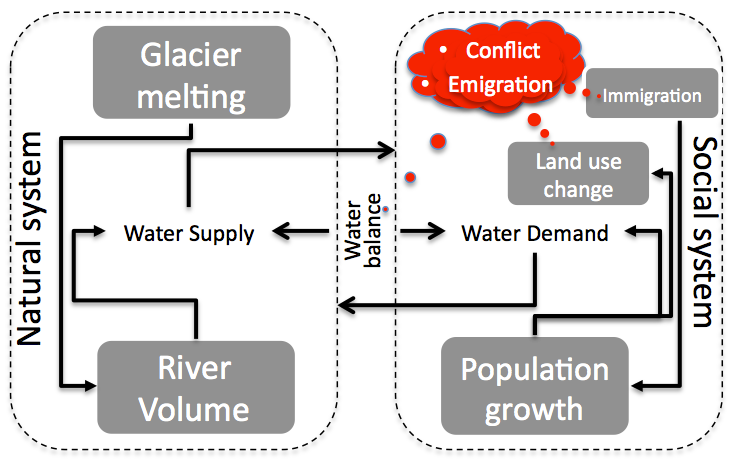 Glacier
melting
Natural system
Water Supply
River
Volume
Water
balance
• Conflict
• Emigration
Immigration
Land use
change
Water Demand
Population
growth
Social system